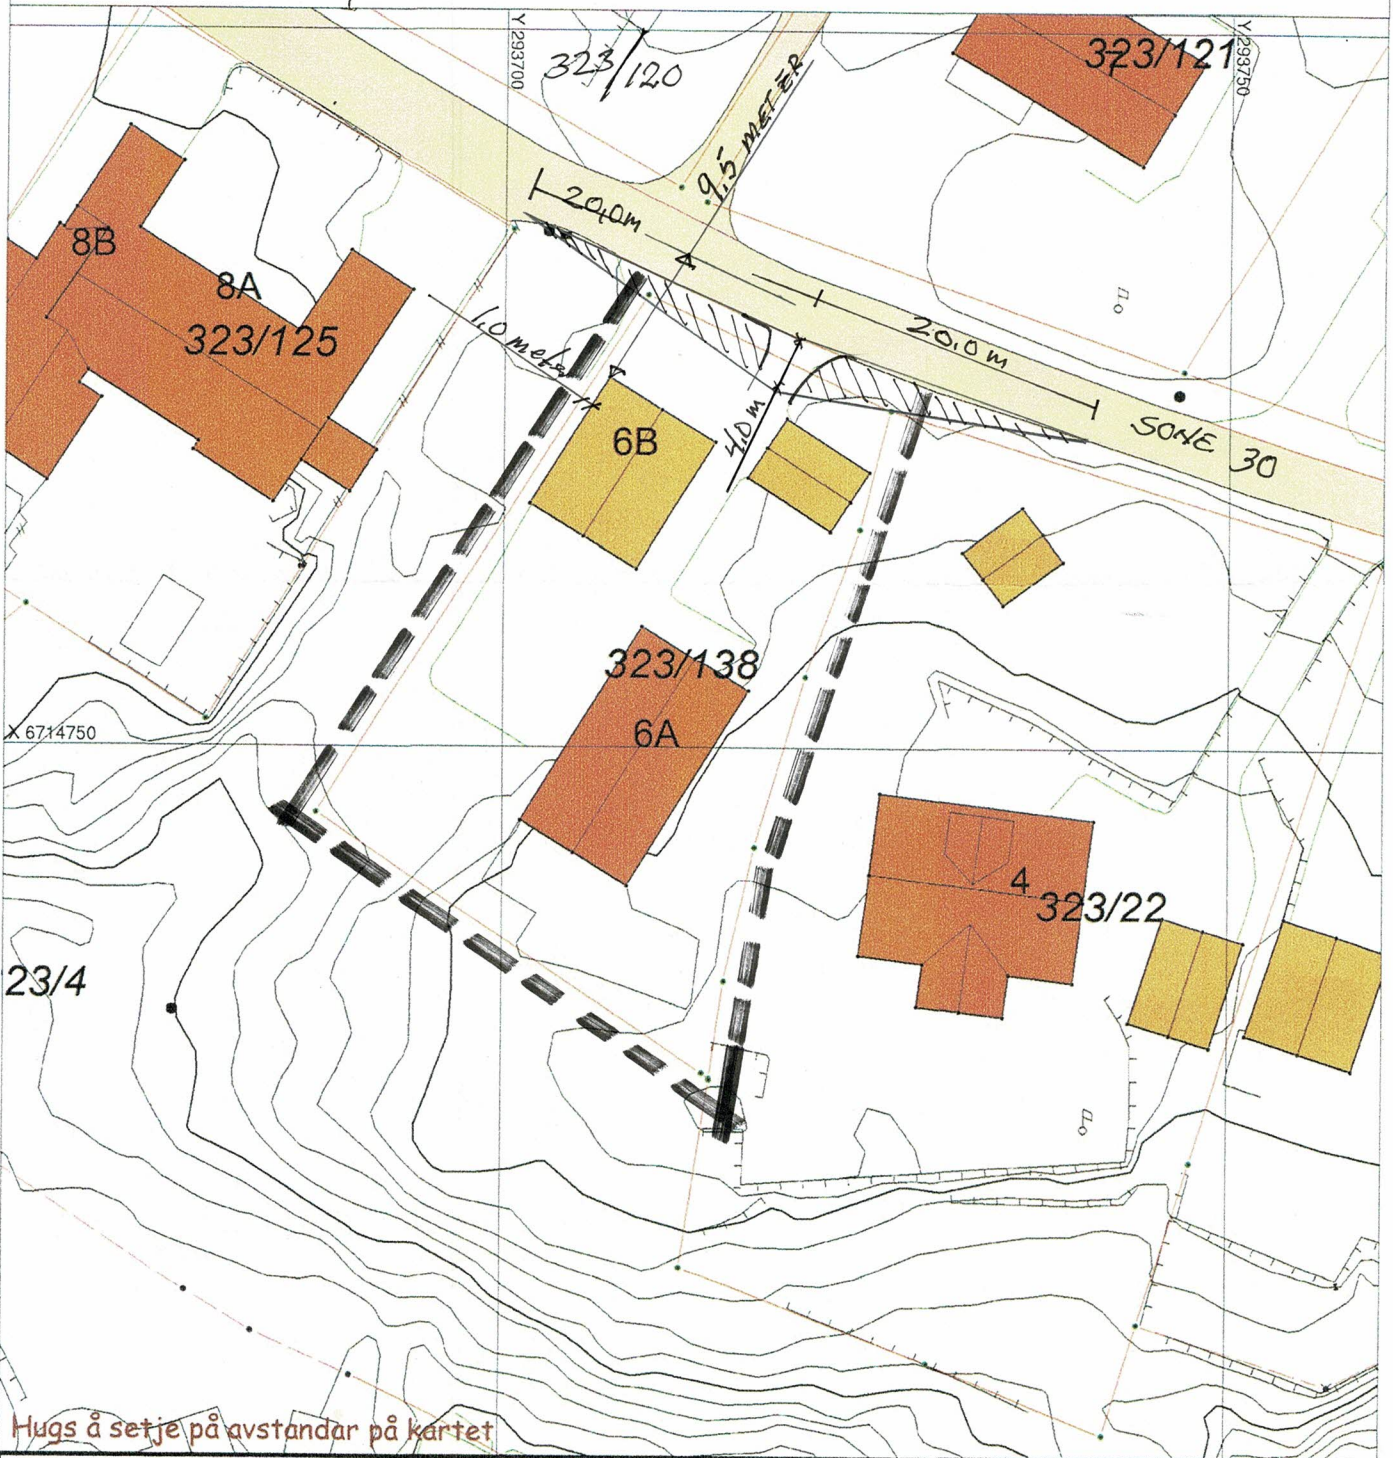 Y 293700
323/120
9,5 METER
323/121
7
Y 293750
20,0m
8B
8A
323/125
1,0 meter
20.0 m
4,0 m
SONE 30
6B
323/138
6A
X 6714750
4
323/22
23/4
Hugs å setje på avstandar på kartet